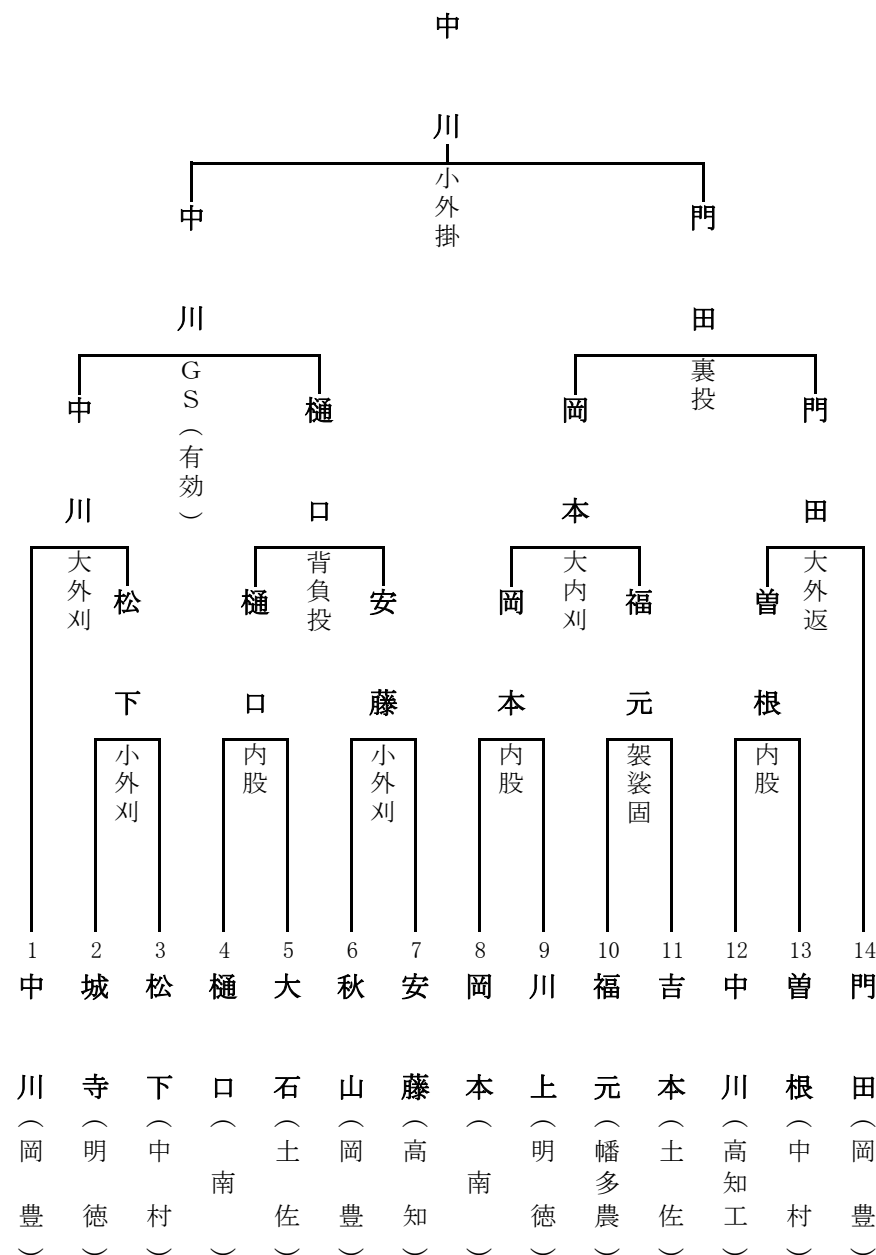 中川
小外掛
中川
門田
GS(有効)
裏投
中川
樋口
岡本
門田
大外刈
背負投
大内刈
大外返
松下
樋口
安藤
岡本
福元
曽根
小外刈
内股
小外刈
内股
袈裟固
内股
1 中川(岡豊)
2 城寺(明徳)
3 松下(中村)
4 樋口(南)
5 大石(土佐)
6 秋山(岡豊)
7 安藤(高知)
8 岡本(南)
9 川上(明徳)
10 福元(幡多農)
11 吉本(土佐)
12 中川(高知工)
13 曽根(中村)
14 門田(岡豊)